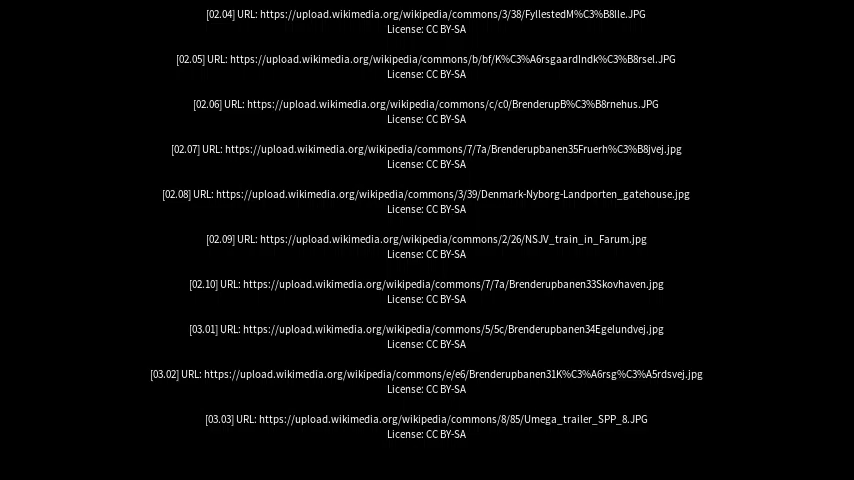 [02.04] URL: https://upload.wikimedia.org/wikipedia/commons/3/38/FyllestedM%C3%B8lle.JPG
License: CC BY-SA
[02.05] URL: https://upload.wikimedia.org/wikipedia/commons/b/bf/K%C3%A6rsgaardIndk%C3%B8rsel.JPG
License: CC BY-SA
[02.06] URL: https://upload.wikimedia.org/wikipedia/commons/c/c0/BrenderupB%C3%B8rnehus.JPG
License: CC BY-SA
[02.07] URL: https://upload.wikimedia.org/wikipedia/commons/7/7a/Brenderupbanen35Fruerh%C3%B8jvej.jpg
License: CC BY-SA
[02.08] URL: https://upload.wikimedia.org/wikipedia/commons/3/39/Denmark-Nyborg-Landporten_gatehouse.jpg
License: CC BY-SA
[02.09] URL: https://upload.wikimedia.org/wikipedia/commons/2/26/NSJV_train_in_Farum.jpg
License: CC BY-SA
[02.10] URL: https://upload.wikimedia.org/wikipedia/commons/7/7a/Brenderupbanen33Skovhaven.jpg
License: CC BY-SA
[03.01] URL: https://upload.wikimedia.org/wikipedia/commons/5/5c/Brenderupbanen34Egelundvej.jpg
License: CC BY-SA
[03.02] URL: https://upload.wikimedia.org/wikipedia/commons/e/e6/Brenderupbanen31K%C3%A6rsg%C3%A5rdsvej.jpg
License: CC BY-SA
[03.03] URL: https://upload.wikimedia.org/wikipedia/commons/8/85/Umega_trailer_SPP_8.JPG
License: CC BY-SA